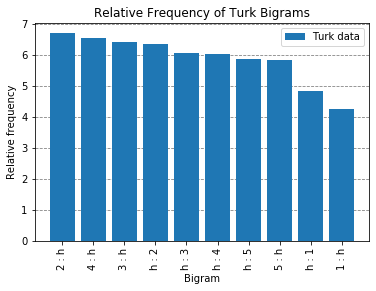 Relative Frequency of Turk Bigrams
Turk data
Relative frequency
7
6
5
4
3
2
1
0
2 : h
4 : h
3 : h
h : 2
h : 3
h : 4
h : 5
5 : h
h : 1
1 : h
Bigram